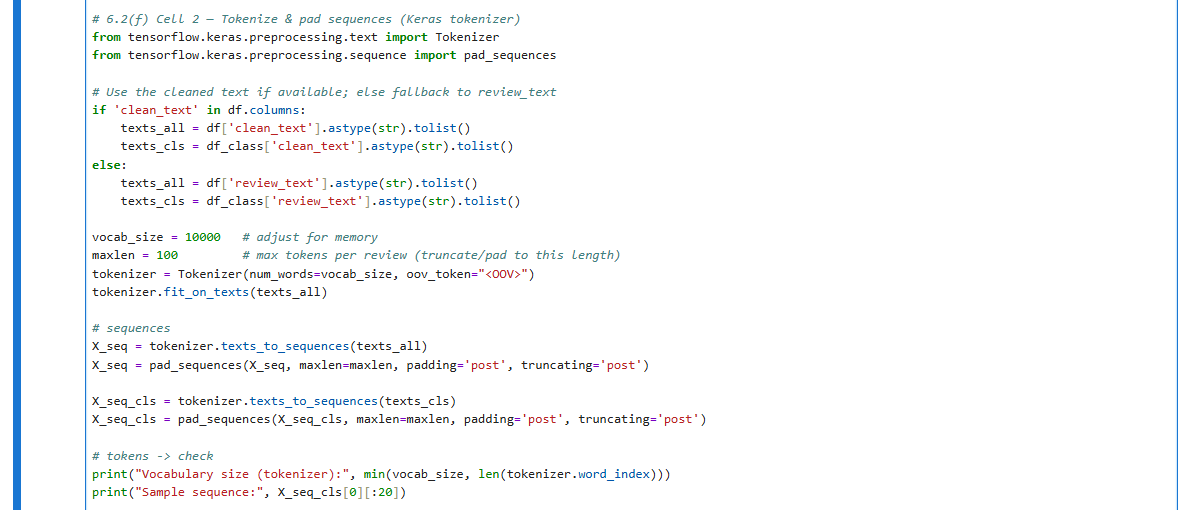 # 6.2(f) Cell 2 — Tokenize & pad sequences (Keras tokenizer)
from tensorflow.keras.preprocessing.text import Tokenizer
from tensorflow.keras.preprocessing.sequence import pad_sequences
# Use the cleaned text if available; else fallback to review_text
if 'clean_text' in df.columns:
    texts_all = df['clean_text'].astype(str).tolist()
    texts_cls = df_class['clean_text'].astype(str).tolist()
else:
    texts_all = df['review_text'].astype(str).tolist()
    texts_cls = df_class['review_text'].astype(str).tolist()
vocab_size = 10000   # adjust for memory
maxlen = 100         # max tokens per review (truncate/pad to this length)
tokenizer = Tokenizer(num_words=vocab_size, oov_token="<OOV>")
tokenizer.fit_on_texts(texts_all)
# sequences
X_seq = tokenizer.texts_to_sequences(texts_all)
X_seq = pad_sequences(X_seq, maxlen=maxlen, padding='post', truncating='post')
X_seq_cls = tokenizer.texts_to_sequences(texts_cls)
X_seq_cls = pad_sequences(X_seq_cls, maxlen=maxlen, padding='post', truncating='post')
# tokens -> check
print("Vocabulary size (tokenizer):", min(vocab_size, len(tokenizer.word_index)))
print("Sample sequence:", X_seq_cls[0][:20])